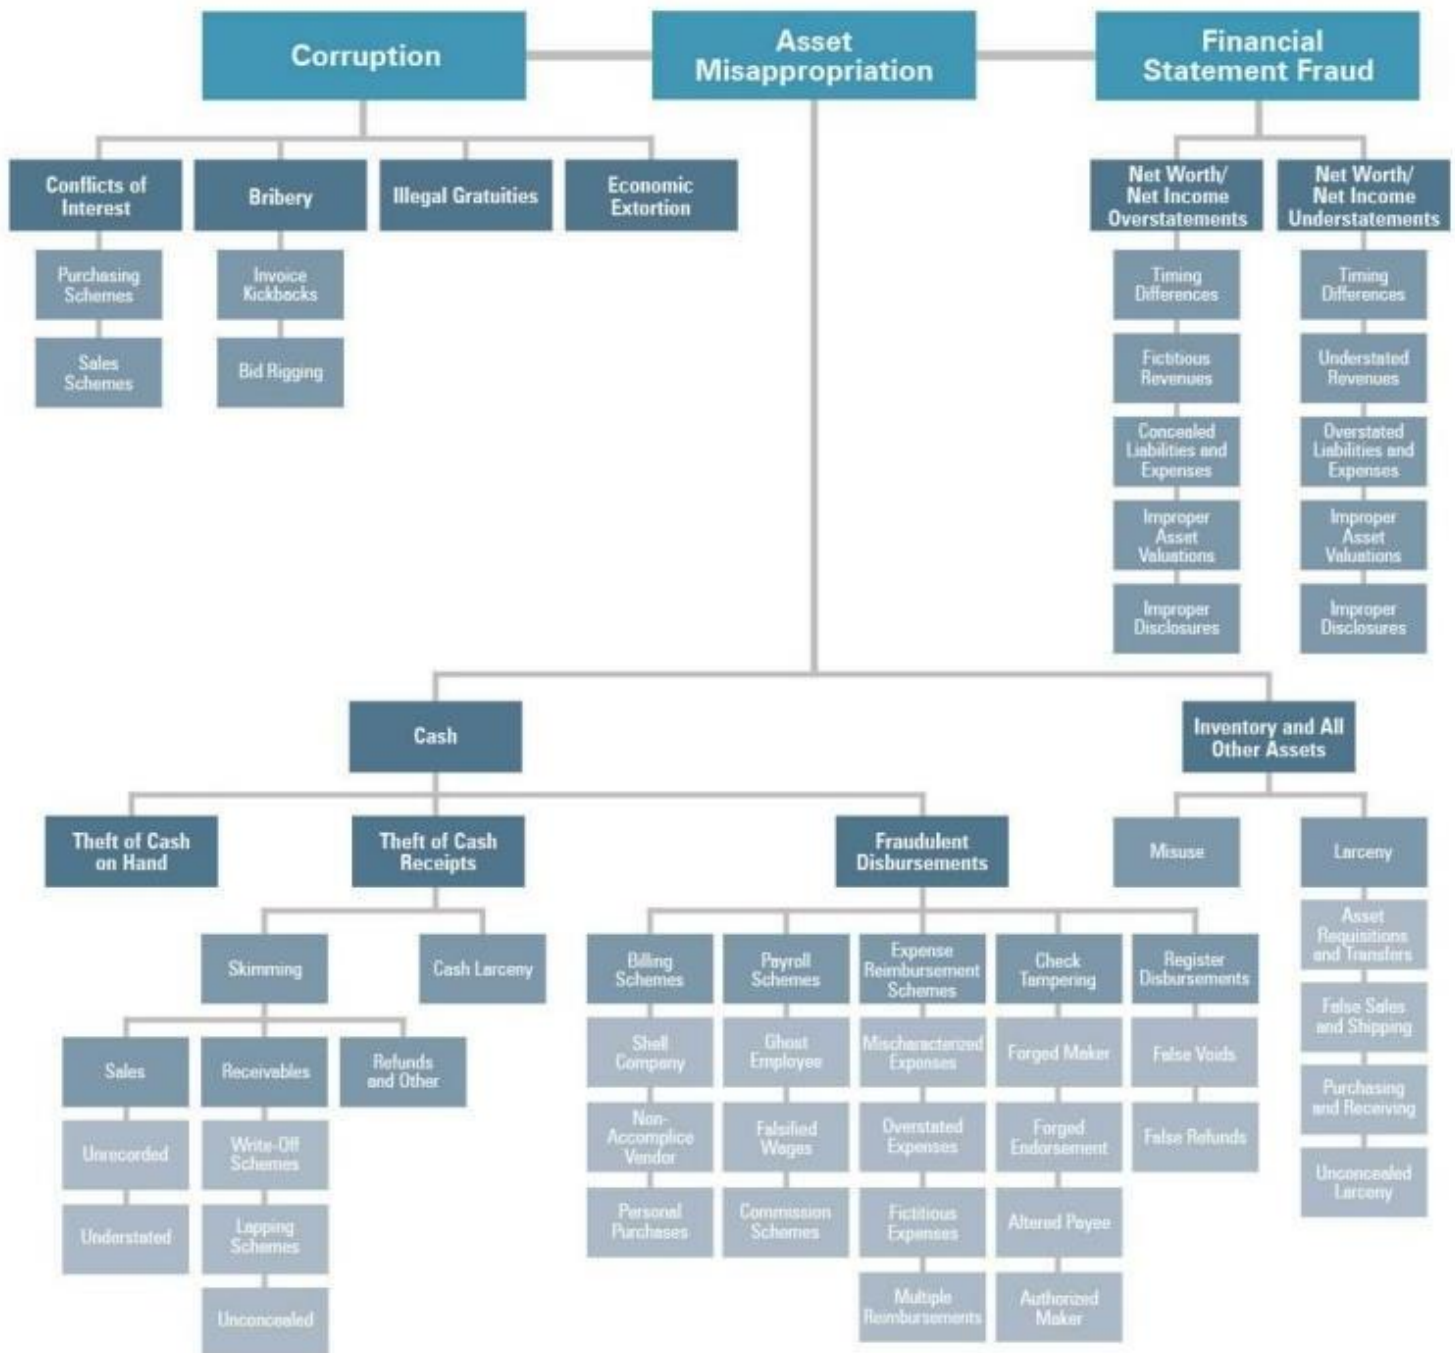 Corruption
Asset
Misappropriation
Financial
Statement Fraud
Conflicts of
Interest
Bribery
Illegal Gratuities
Economic
Extortion
Net Worth/
Net Income
Overstatements
Net Worth/
Net Income
Understatements
Purchasing
Schemes
Sales
Schemes
Invoice
Kickbacks
Bid Rigging
Timing
Differences
Fictitious
Revenues
Concealed
Liabilities and
Expenses
Improper
Asset
Valuations
Improper
Disclosures
Timing
Differences
Understated
Revenues
Overstated
Liabilities and
Expenses
Improper
Asset
Valuations
Improper
Disclosures
Cash
Inventory and All
Other Assets
Theft of Cash
on Hand
Theft of Cash
Receipts
Fraudulent
Disbursements
Misuse
Larceny
Asset
Requisitions
and Transfers
False Sales
and Shipping
Purchasing
and Receiving
Unconcealed
Larceny
Skimming
Cash Larceny
Sales
Unrecorded
Understated
Receivables
Write-Off
Schemes
Lapping
Schemes
Unconcealed
Refunds
and Other
Billing
Schemes
Shell
Company
Non-
Accomplice
Vendor
Personal
Purchases
Payroll
Schemes
Ghost
Employee
Falsified
Wages
Commission
Schemes
Expense
Reimbursement
Schemes
Mischaracterized
Expenses
Overstated
Expenses
Fictitious
Expenses
Multiple
Reimbursements
Check
Tampering
Forged Maker
Forged
Endorsement
Altered Payee
Authorized
Maker
Register
Disbursements
False Voids
False Refunds